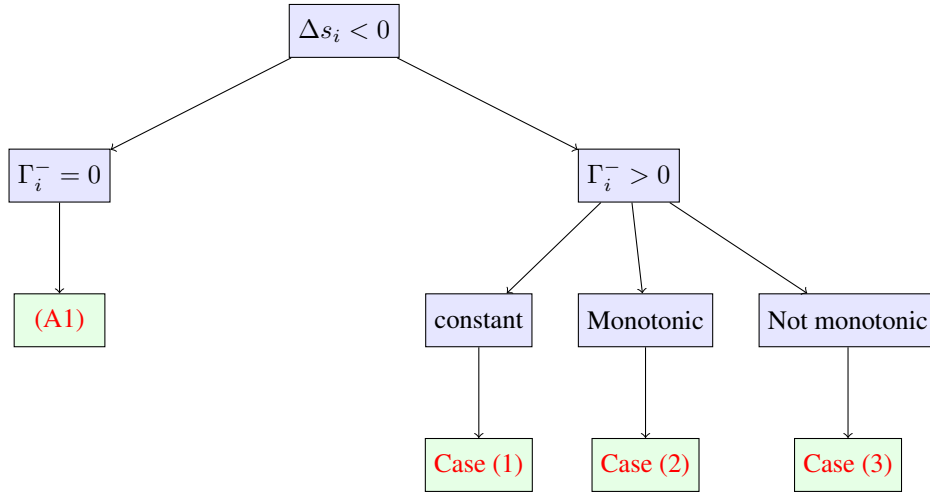 Δs_i < 0
Γ_i^- = 0
Γ_i^- > 0
(A1)
constant
Monotonic
Not monotonic
Case (1)
Case (2)
Case (3)